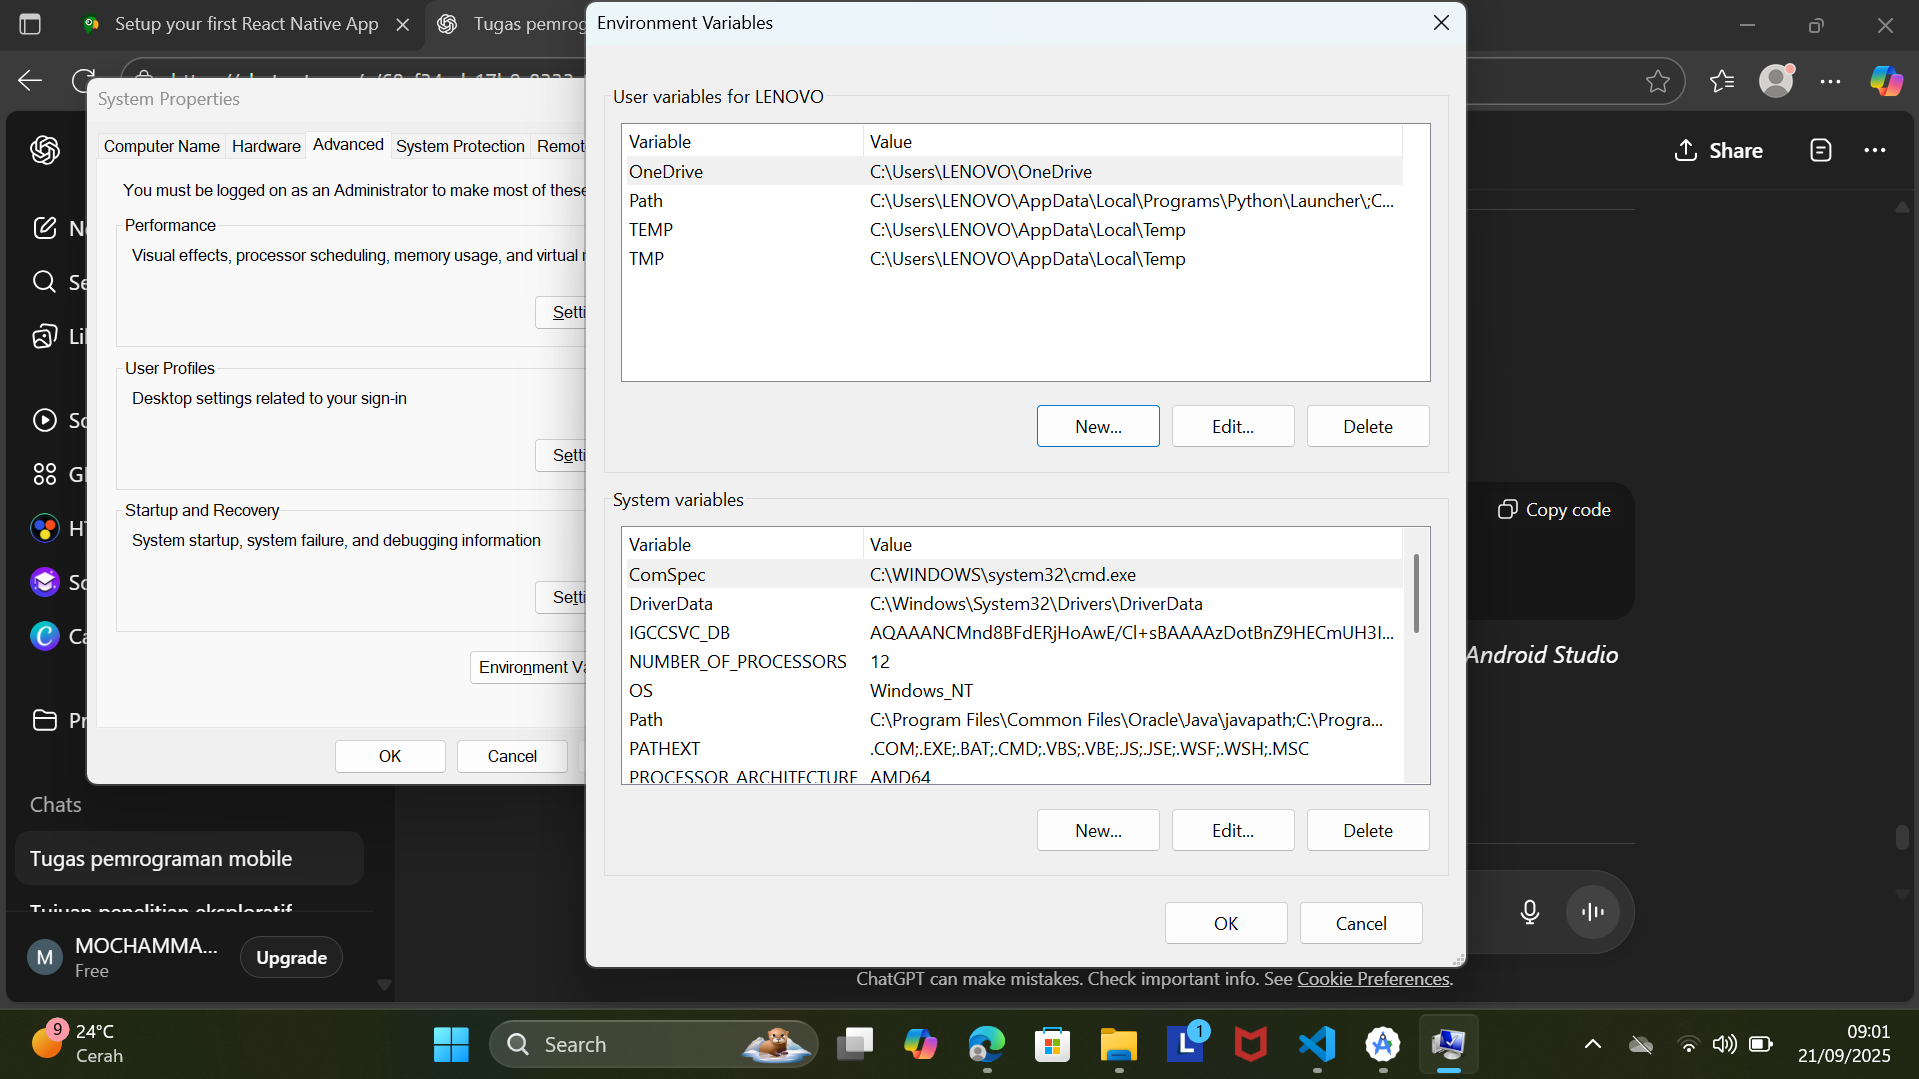 Setup your first React Native App
Tugas pemrog
Environment Variables
System Properties
Computer Name
Hardware
Advanced
System Protection
Remot
You must be logged on as an Administrator to make most of these
Performance
Visual effects, processor scheduling, memory usage, and virtual
Setti
User Profiles
Desktop settings related to your sign-in
Setti
Startup and Recovery
System startup, system failure, and debugging information
Setti
Environment Va
OK
Cancel
User variables for LENOVO
Variable Value
OneDrive C:\Users\LENOVO\OneDrive
Path C:\Users\LENOVO\AppData\Local\Programs\Python\Launcher\;C...
TEMP C:\Users\LENOVO\AppData\Local\Temp
TMP C:\Users\LENOVO\AppData\Local\Temp
New...
Edit...
Delete
System variables
Variable Value
ComSpec C:\WINDOWS\system32\cmd.exe
DriverData C:\Windows\System32\Drivers\DriverData
IGCCSVC_DB AQAAANCMnd8BFdERjHoAwE/Cl+sBAAAAzDotBnZ9HECmUH3I...
NUMBER_OF_PROCESSORS 12
OS Windows_NT
Path C:\Program Files\Common Files\Oracle\Java\javapath;C:\Progra...
PATHEXT .COM;.EXE;.BAT;.CMD;.VBS;.VBE;.JS;.JSE;.WSF;.WSH;.MSC
PROCESSOR_ARCHITECTURE AMD64
New...
Edit...
Delete
OK
Cancel
Share
Copy code
Android Studio
Chats
Tugas pemrograman mobile
Tujuan penelitian eksploratif
M
MOCHAMMA...
Free
Upgrade
ChatGPT can make mistakes. Check important info. See Cookie Preferences.
9
24°C
Cerah
Search
1
09:01
21/09/2025